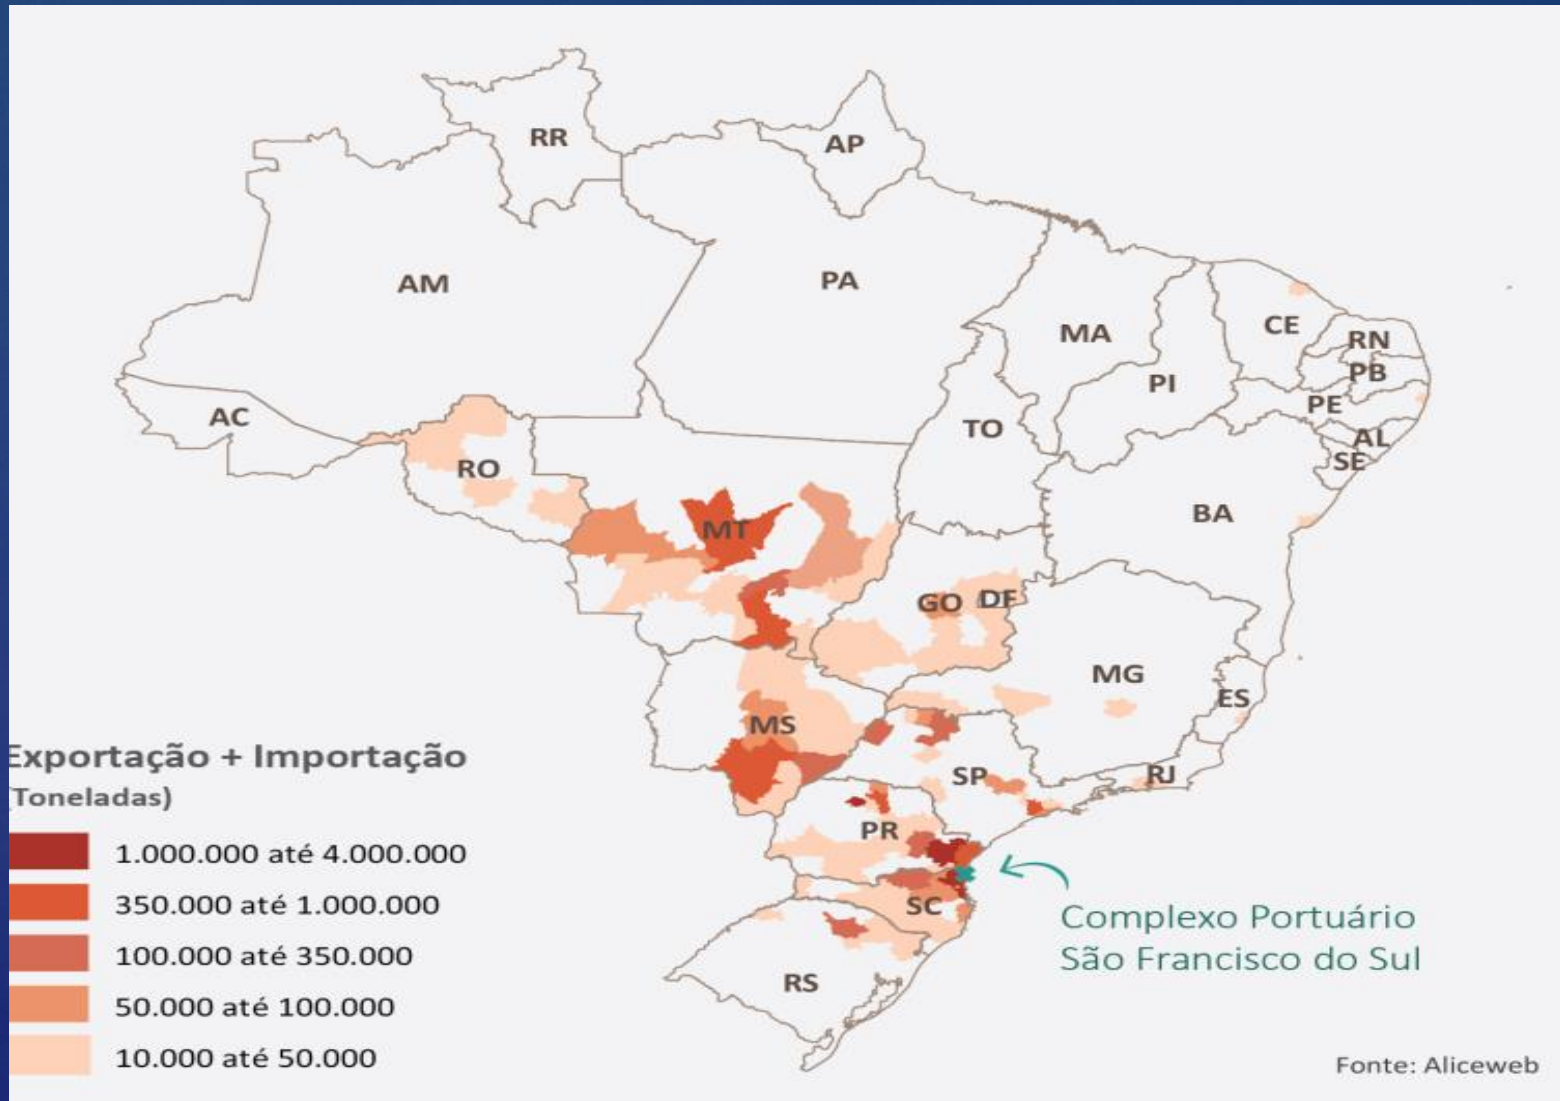 RR
AP
AM
PA
MA
CE
RN
PB
PI
PE
AC
TO
AL
SE
RO
BA
MT
GO
DF
MG
ES
MS
SP
RJ
PR
SC
RS
Exportação + Importação
(Toneladas)
1.000.000 até 4.000.000
350.000 até 1.000.000
100.000 até 350.000
50.000 até 100.000
10.000 até 50.000
Complexo Portuário
São Francisco do Sul
Fonte: Aliceweb